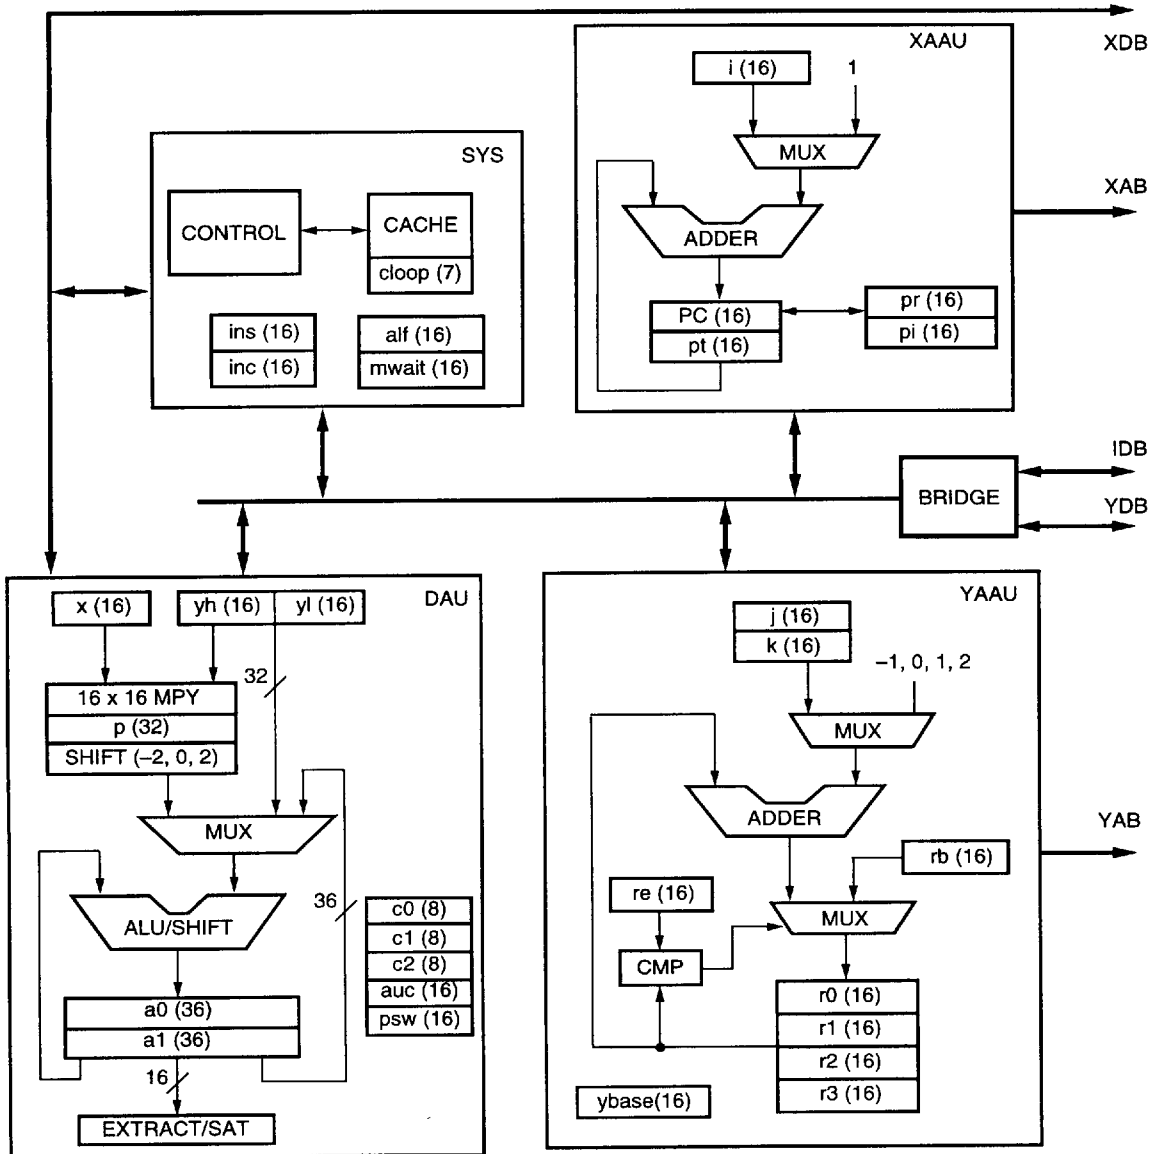 XDB
XAAU
i (16)
1
MUX
ADDER
PC (16)
pt (16)
pr (16)
pi (16)
XAB
SYS
CONTROL
CACHE
cloop (7)
ins (16)
inc (16)
alf (16)
mwait (16)
BRIDGE
IDB
YDB
DAU
x (16)
yh (16)
yl (16)
32
16 x 16 MPY
p (32)
SHIFT (–2, 0, 2)
MUX
ALU/SHIFT
36
a0 (36)
a1 (36)
16
EXTRACT/SAT
c0 (8)
c1 (8)
c2 (8)
auc (16)
psw (16)
YAAU
j (16)
k (16)
–1, 0, 1, 2
MUX
ADDER
rb (16)
re (16)
MUX
CMP
r0 (16)
r1 (16)
r2 (16)
r3 (16)
ybase(16)
YAB